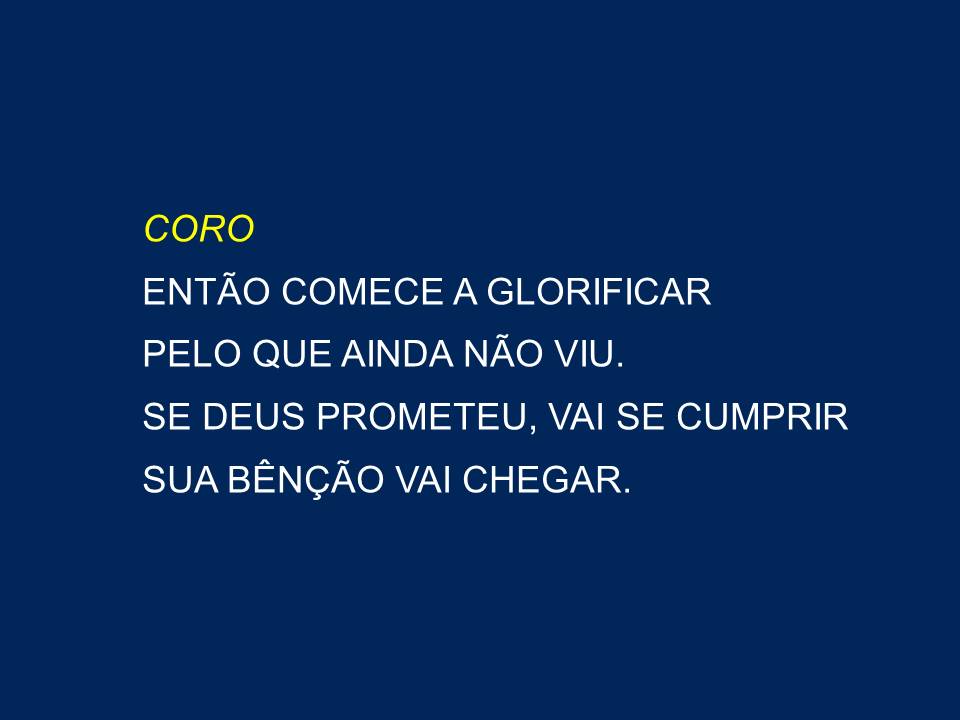 CORO
ENTÃO COMECE A GLORIFICAR
PELO QUE AINDA NÃO VIU.
SE DEUS PROMETEU, VAI SE CUMPRIR
SUA BÊNÇÃO VAI CHEGAR.